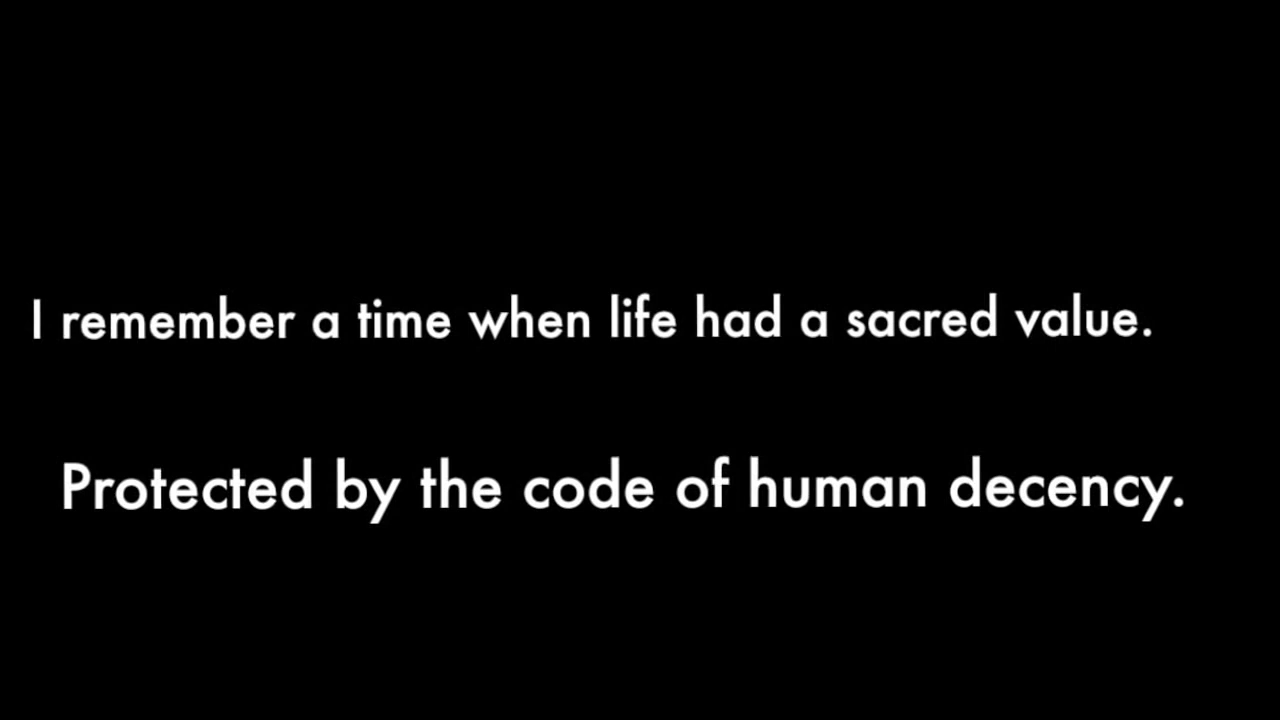 I remember a time when life had a sacred value.
Protected by the code of human decency.